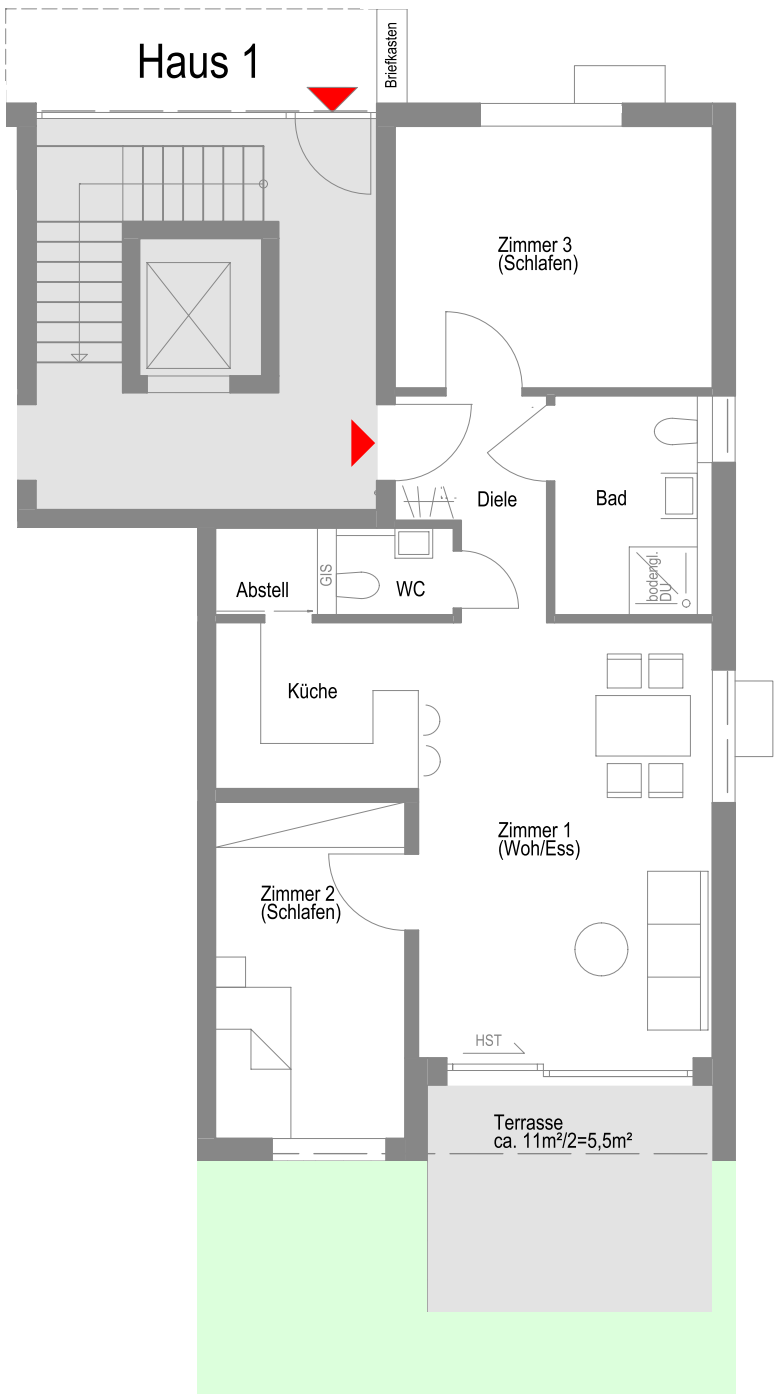 Haus 1
Briefkasten
Zimmer 3
(Schlafen)
Diele
Bad
bodengl.
DU
Abstell
GIS
WC
Küche
Zimmer 1
(Woh/Ess)
Zimmer 2
(Schlafen)
HST
Terrasse
ca. 11m²/2=5,5m²